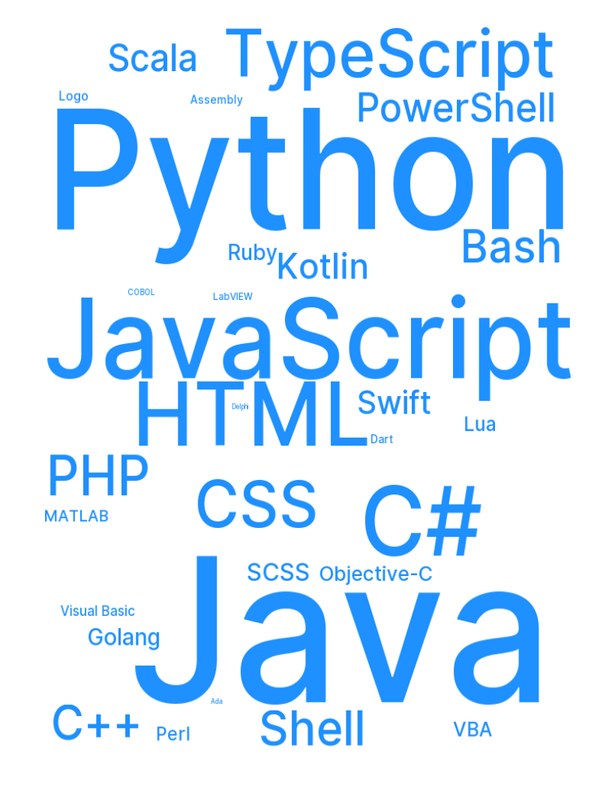 Scala
TypeScript
Logo
Assembly
PowerShell
Python
Bash
Ruby
Kotlin
COBOL
LabVIEW
JavaScript
HTML
Delphi
Swift
Lua
Dart
PHP
CSS
C#
MATLAB
SCSS
Objective-C
Java
Visual Basic
Golang
Ada
C++
Perl
Shell
VBA